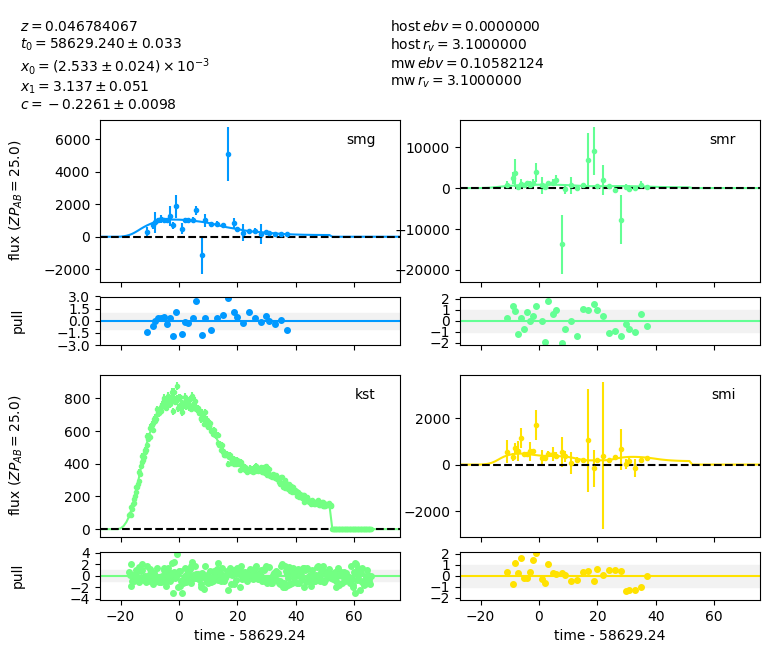 z = 0.046784067
t₀ = 58629.240 ± 0.033
x₀ = (2.533 ± 0.024) × 10⁻³
x₁ = 3.137 ± 0.051
c = −0.2261 ± 0.0098
host ebv = 0.0000000
host r_v = 3.1000000
mw ebv = 0.10582124
mw r_v = 3.1000000
smg
6000
4000
2000
0
−2000
flux (ZP_AB = 25.0)
smr
10000
0
−10000
−20000
3.0
1.5
0.0
−1.5
−3.0
pull
2
1
0
−1
−2
kst
800
600
400
200
0
flux (ZP_AB = 25.0)
smi
2000
0
−2000
4
2
0
−2
−4
pull
−20 0 20 40 60
time - 58629.24
2
1
0
−1
−2
−20 0 20 40 60
time - 58629.24